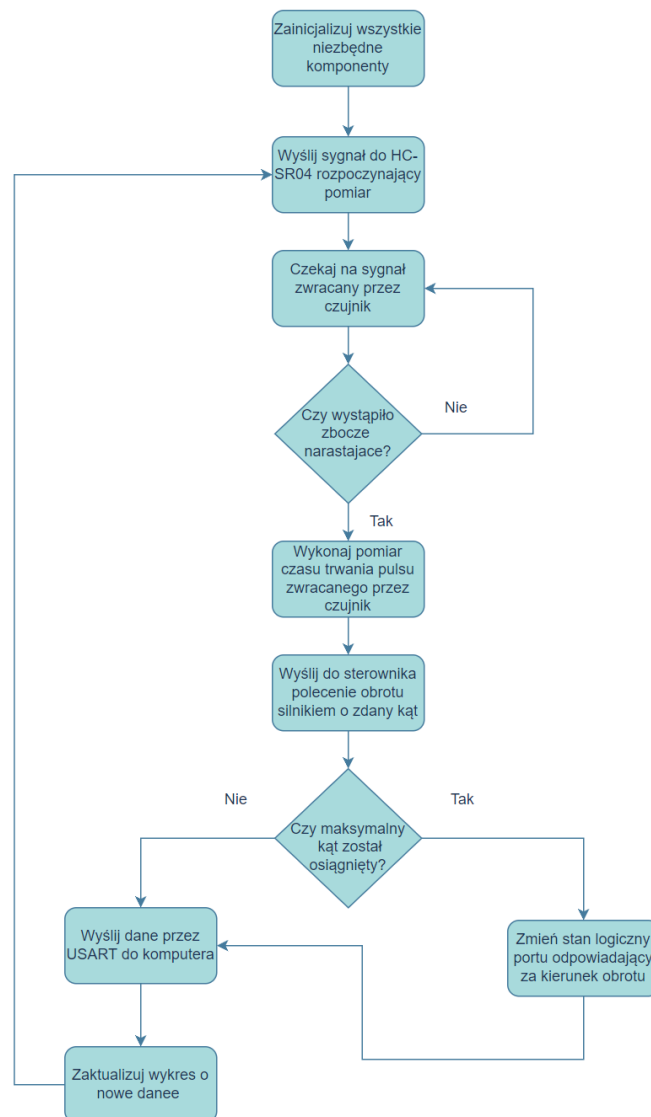 Zainicjalizuj wszystkie
niezbędne
komponenty
Wyślij sygnał do HC-
SR04 rozpoczynający
pomiar
Czekaj na sygnał
zwracany przez
czujnik
Czy wystąpiło
zbocze
narastajace?
Nie
Tak
Wykonaj pomiar
czasu trwania pulsu
zwracanego przez
czujnik
Wyślij do sterownika
polecenie obrotu
silnikiem o zdany kąt
Nie
Tak
Czy maksymalny
kąt został
osiągnięty?
Wyślij dane przez
USART do komputera
Zmień stan logiczny
portu odpowiadający
za kierunek obrotu
Zaktualizuj wykres o
nowe danee